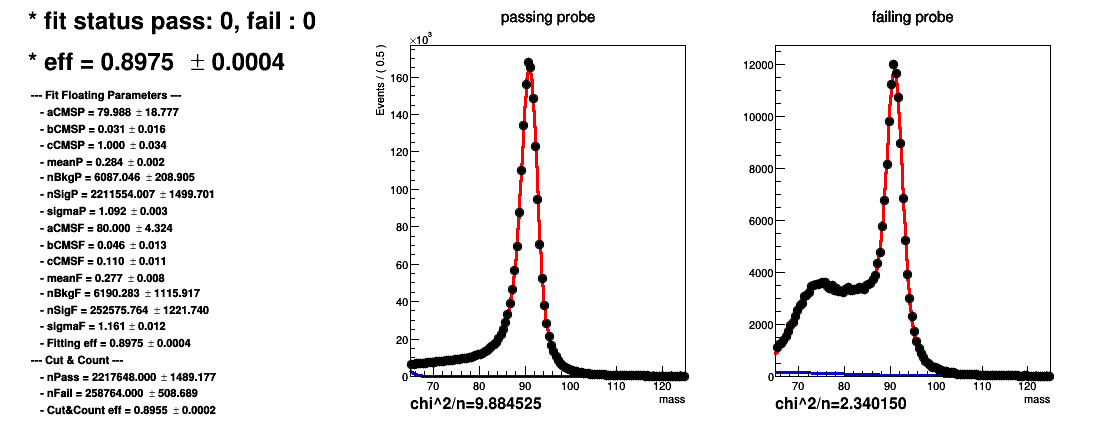 * fit status pass: 0, fail : 0
* eff = 0.8975 ± 0.0004
--- Fit Floating Parameters ---
- aCMSP = 79.988 ± 18.777
- bCMSP = 0.031 ± 0.016
- cCMSP = 1.000 ± 0.034
- meanP = 0.284 ± 0.002
- nBkgP = 6087.046 ± 208.905
- nSigP = 2211554.007 ± 1499.701
- sigmaP = 1.092 ± 0.003
- aCMSF = 80.000 ± 4.324
- bCMSF = 0.046 ± 0.013
- cCMSF = 0.110 ± 0.011
- meanF = 0.277 ± 0.008
- nBkgF = 6190.283 ± 1115.917
- nSigF = 252575.764 ± 1221.740
- sigmaF = 1.161 ± 0.012
- Fitting eff = 0.8975 ± 0.0004
--- Cut & Count ---
- nPass = 2217648.000 ± 1489.177
- nFail = 258764.000 ± 508.689
- Cut&Count eff = 0.8955 ± 0.0002
passing probe
×10³
Events / ( 0.5 )
160
140
120
100
80
60
40
20
0
70 80 90 100 110 120
mass
chi^2/n=9.884525
failing probe
12000
10000
8000
6000
4000
2000
0
70 80 90 100 110 120
mass
chi^2/n=2.340150